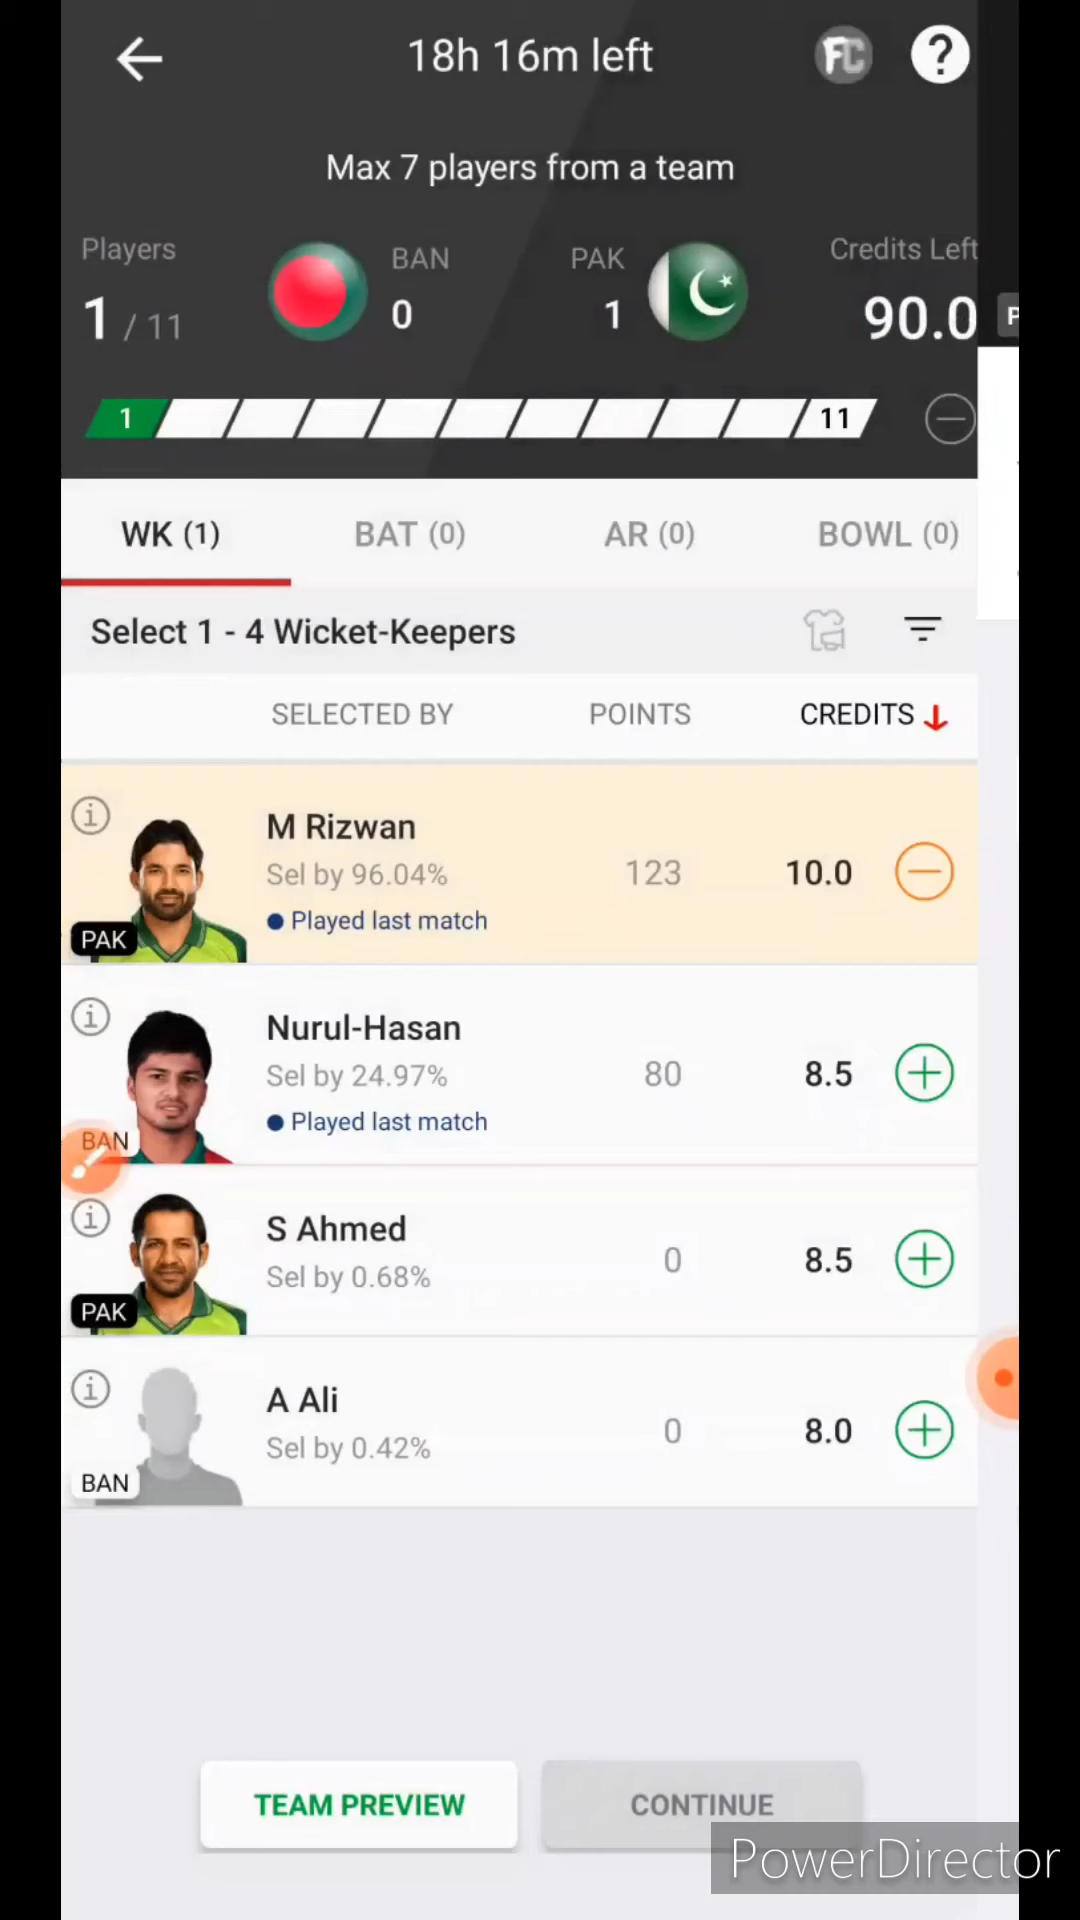 18h 16m left
FC
?
Max 7 players from a team
Players
BAN
PAK
Credits Left
1 / 11
0
1
90.0
P
1
11
WK (1)
BAT (0)
AR (0)
BOWL (0)
Select 1 - 4 Wicket-Keepers
SELECTED BY
POINTS
CREDITS
M Rizwan
Sel by 96.04%
123
10.0
Played last match
PAK
Nurul-Hasan
Sel by 24.97%
80
8.5
Played last match
BAN
S Ahmed
Sel by 0.68%
0
8.5
PAK
A Ali
Sel by 0.42%
0
8.0
BAN
TEAM PREVIEW
CONTINUE
PowerDirector